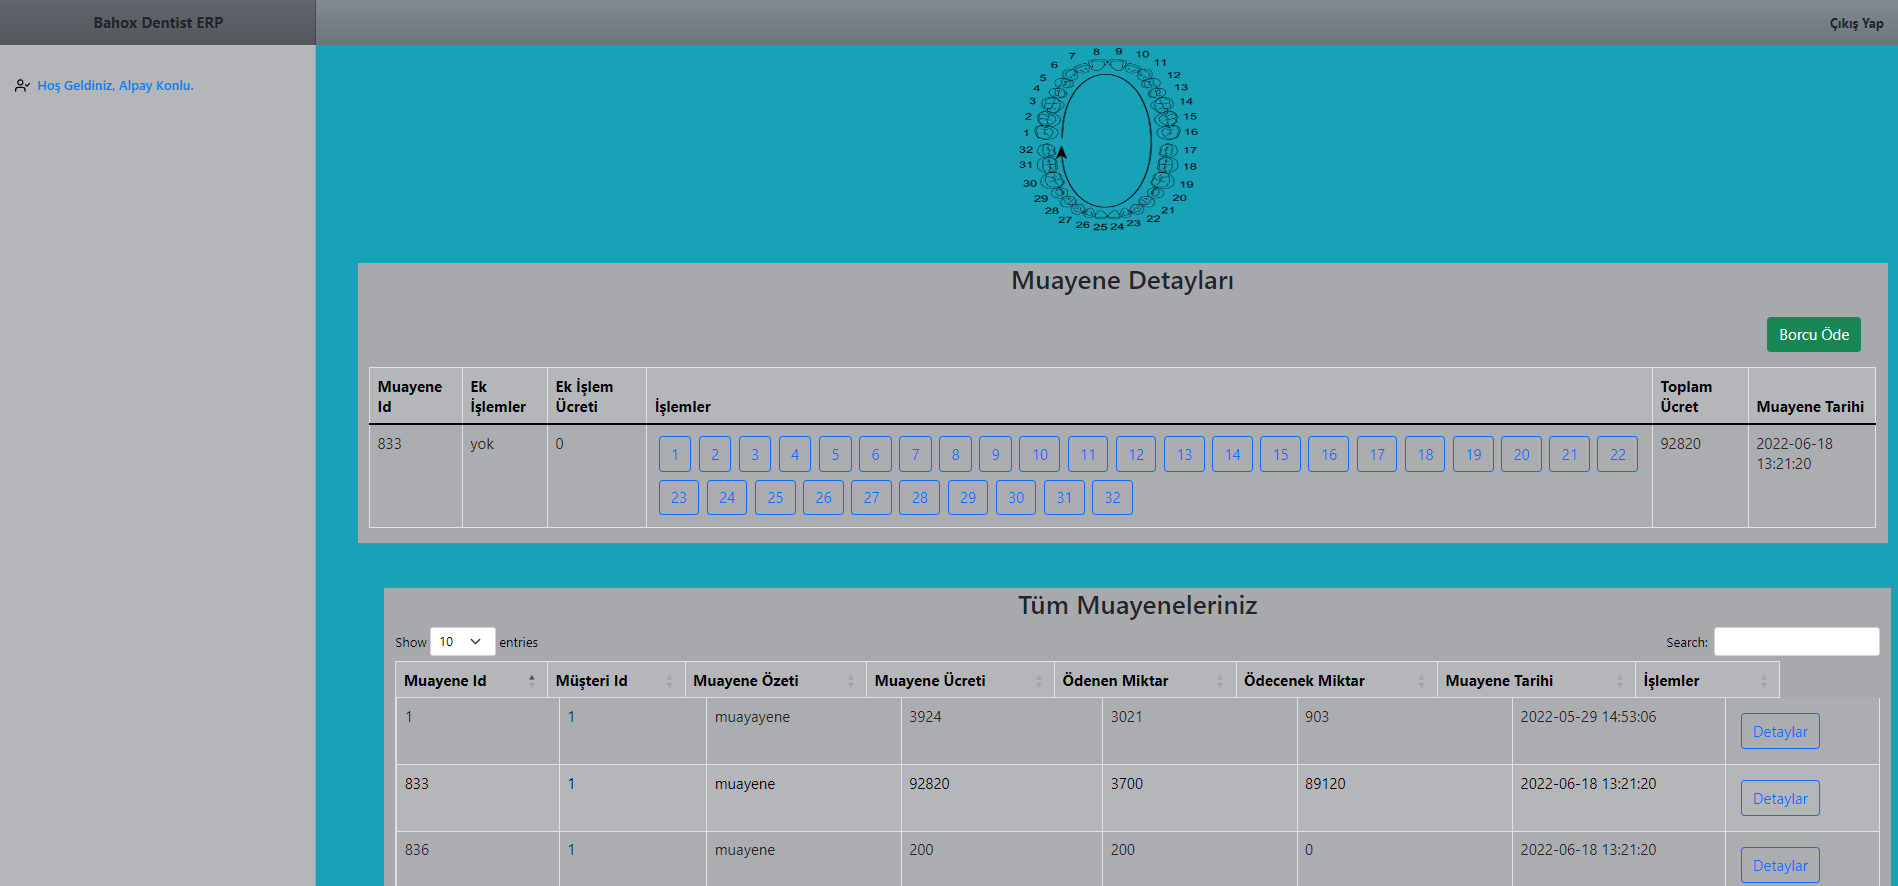 Bahox Dentist ERP
Çıkış Yap
Hoş Geldiniz, Alpay Konlu.
8 9
7 10
6 11
5 12
4 13
3 14
2 15
1 16
32 17
31 18
30 19
29 20
28 21
27 22
26 25 24 23
Muayene Detayları
Borcu Öde
Muayene Id Ek İşlemler Ek İşlem Ücreti İşlemler Toplam Ücret Muayene Tarihi
833 yok 0 1 2 3 4 5 6 7 8 9 10 11 12 13 14 15 16 17 18 19 20 21 22 92820 2022-06-18 13:21:20
23 24 25 26 27 28 29 30 31 32
Tüm Muayeneleriniz
Show 10 entries Search:
Muayene Id Müşteri Id Muayene Özeti Muayene Ücreti Ödenen Miktar Ödecenek Miktar Muayene Tarihi İşlemler
1 1 muayayene 3924 3021 903 2022-05-29 14:53:06 Detaylar
833 1 muayene 92820 3700 89120 2022-06-18 13:21:20 Detaylar
836 1 muayene 200 200 0 2022-06-18 13:21:20 Detaylar